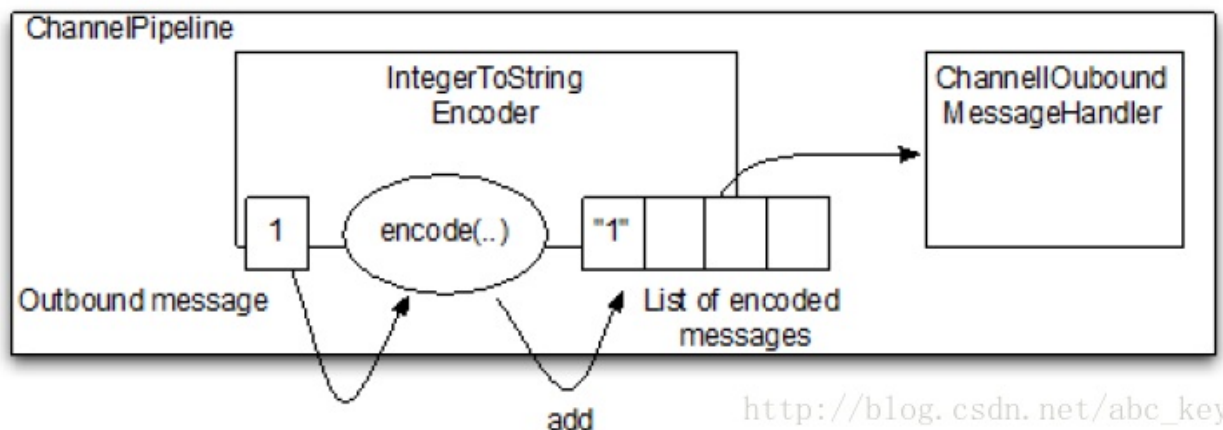 ChannelPipeline
IntegerToString
Encoder
ChannellOubound
MessageHandler
1
encode(..)
"1"
Outbound message
List of encoded
messages
add
http://blog.csdn.net/abc_key